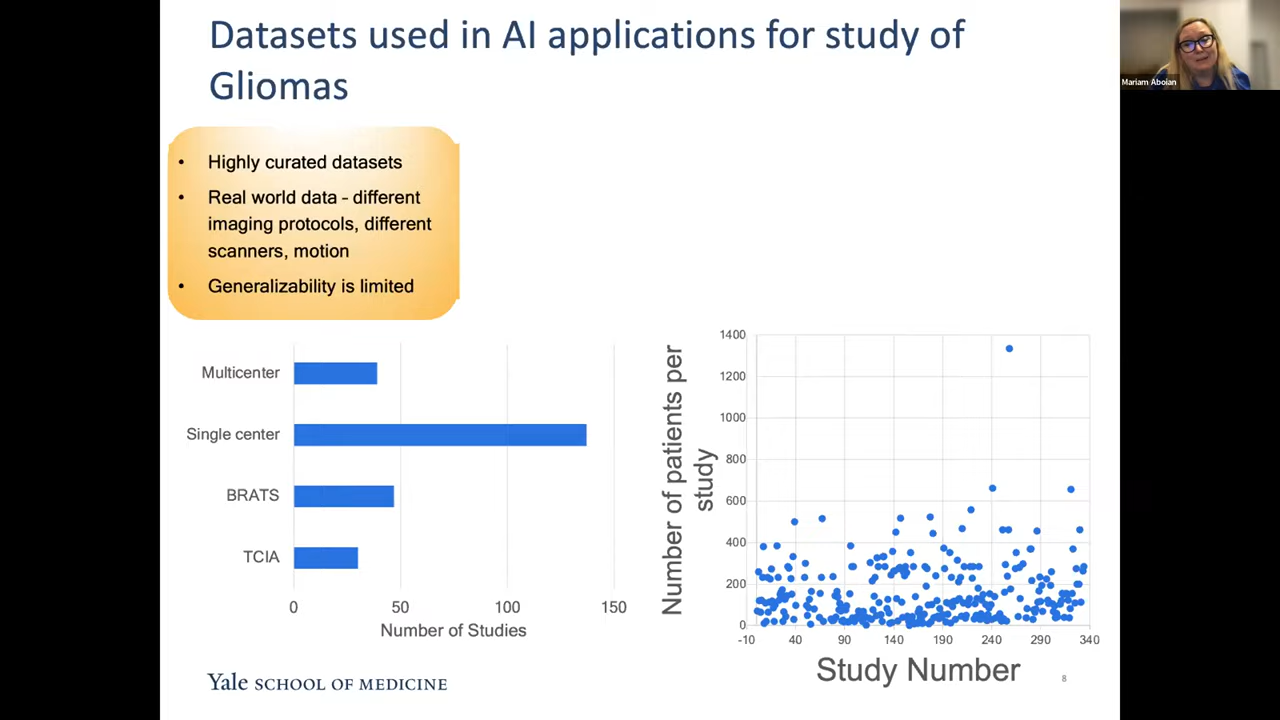 Datasets used in AI applications for study of
Gliomas
Mariam Aboian
• Highly curated datasets
• Real world data - different
imaging protocols, different
scanners, motion
• Generalizability is limited
Multicenter
Single center
BRATS
TCIA
0 50 100 150
Number of Studies
Number of patients per
study
1400
1200
1000
800
600
400
200
0
-10 40 90 140 190 240 290 340
Study Number
Yale SCHOOL OF MEDICINE
8